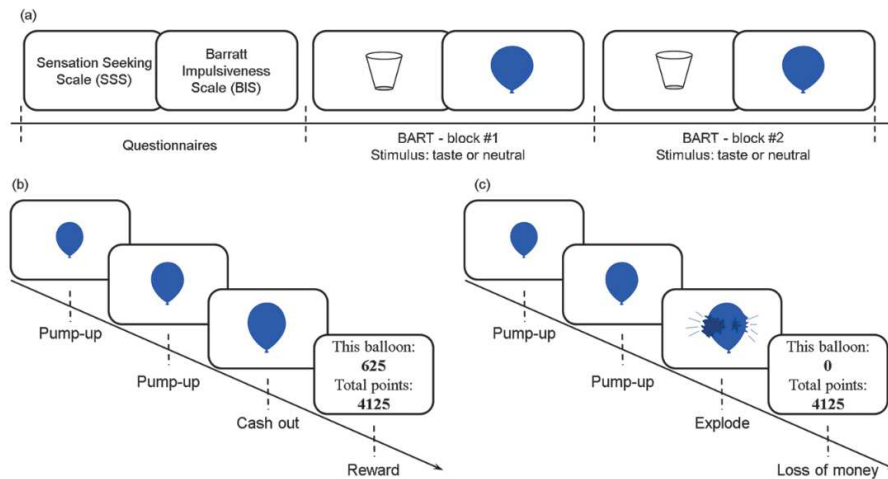 (a)
Sensation Seeking
Scale (SSS)
Barratt
Impulsiveness
Scale (BIS)
Questionnaires
BART - block #1
Stimulus: taste or neutral
BART - block #2
Stimulus: taste or neutral
(b)
Pump-up
Pump-up
Cash out
This balloon:
625
Total points:
4125
Reward
(c)
Pump-up
Pump-up
Explode
This balloon:
0
Total points:
4125
Loss of money